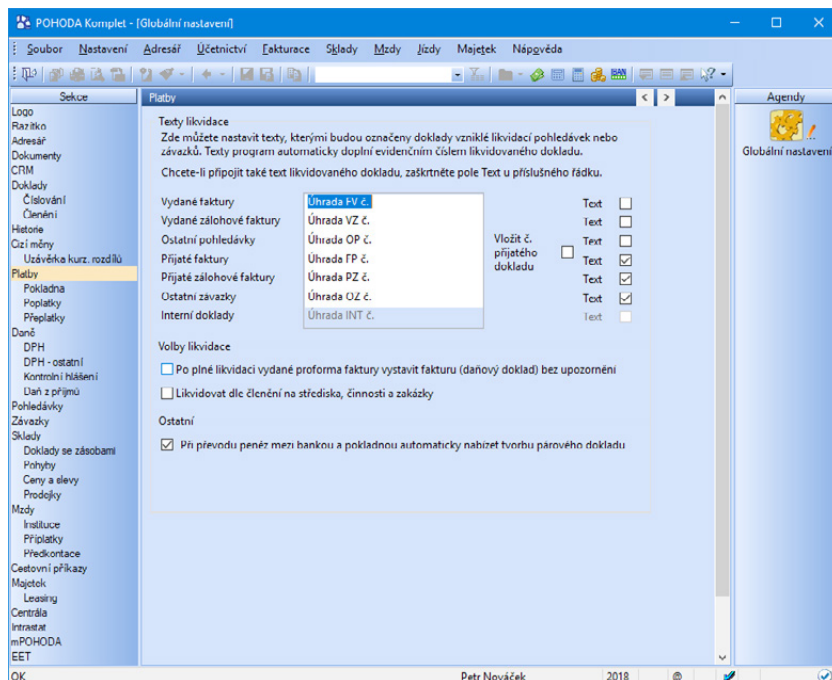 POHODA Komplet - [Globální nastavení]
Soubor Nastavení Adresář Účetnictví Fakturace Sklady Mzdy Jízdy Majetek Nápověda
Sekce
Platby
Agendy
Logo
Razítko
Adresář
Dokumenty
CRM
Doklady
Číslování
Členění
Historie
Cizí měny
Uzávěrka kurz. rozdílů
Platby
Pokladna
Poplatky
Přeplatky
Daně
DPH
DPH - ostatní
Kontrolní hlášení
Daň z příjmů
Pohledávky
Závazky
Sklady
Doklady se zásobami
Pohyby
Ceny a slevy
Prodejky
Mzdy
Instituce
Příplatky
Předkontace
Cestovní příkazy
Majetek
Leasing
Centrála
Intrastat
mPOHODA
EET
Texty likvidace
Zde můžete nastavit texty, kterými budou označeny doklady vzniklé likvidací pohledávek nebo
závazků. Texty program automaticky doplní evidenčním číslem likvidovaného dokladu.
Chcete-li připojit také text likvidovaného dokladu, zaškrtněte pole Text u příslušného řádku.
Vydané faktury Úhrada FV č. Text
Vydané zálohové faktury Úhrada VZ č. Text
Ostatní pohledávky Úhrada OP č. Text
Přijaté faktury Úhrada FP č. Text
Přijaté zálohové faktury Úhrada PZ č. Text
Ostatní závazky Úhrada OZ č. Text
Interní doklady Úhrada INT č. Text
Vložit č.
přijatého
dokladu
Volby likvidace
Po plné likvidaci vydané proforma faktury vystavit fakturu (daňový doklad) bez upozornění
Likvidovat dle členění na střediska, činnosti a zakázky
Ostatní
Při převodu peněz mezi bankou a pokladnou automaticky nabízet tvorbu párového dokladu
Globální nastavení
OK Petr Nováček 2018 @